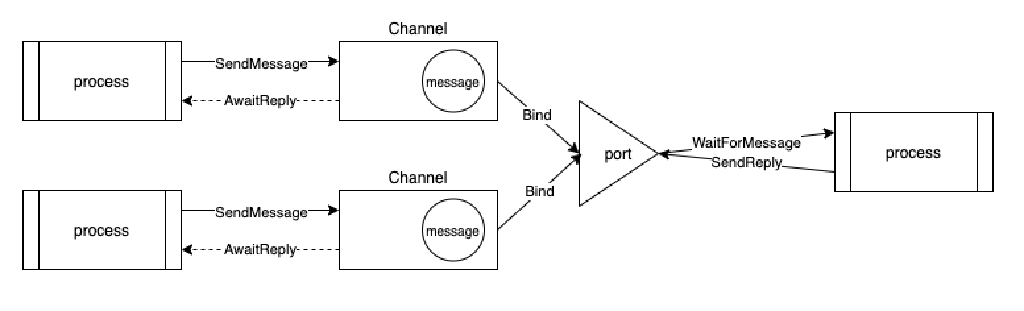 Channel
process
SendMessage
message
AwaitReply
Bind
port
WaitForMessage
SendReply
process
Bind
Channel
process
SendMessage
message
AwaitReply